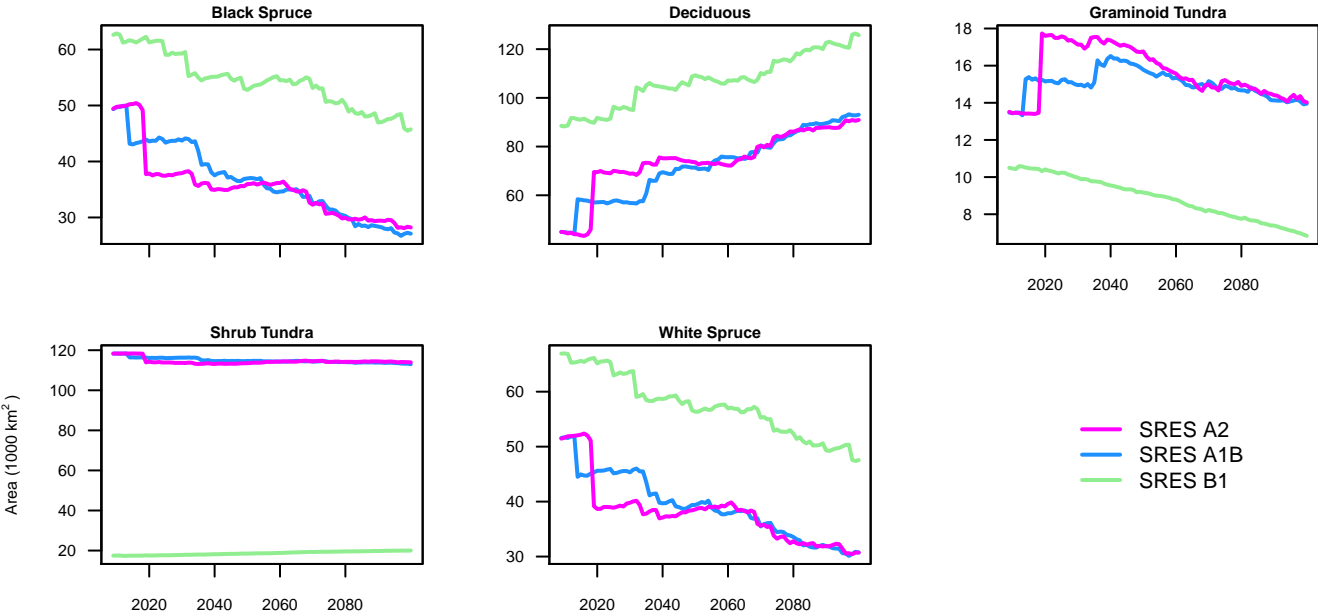 Black Spruce
60
50
40
30
Deciduous
120
100
80
60
Graminoid Tundra
18
16
14
12
10
8
2020 2040 2060 2080
Shrub Tundra
120
100
80
60
40
20
2020 2040 2060 2080
Area (1000 km²)
White Spruce
60
50
40
30
2020 2040 2060 2080
SRES A2
SRES A1B
SRES B1